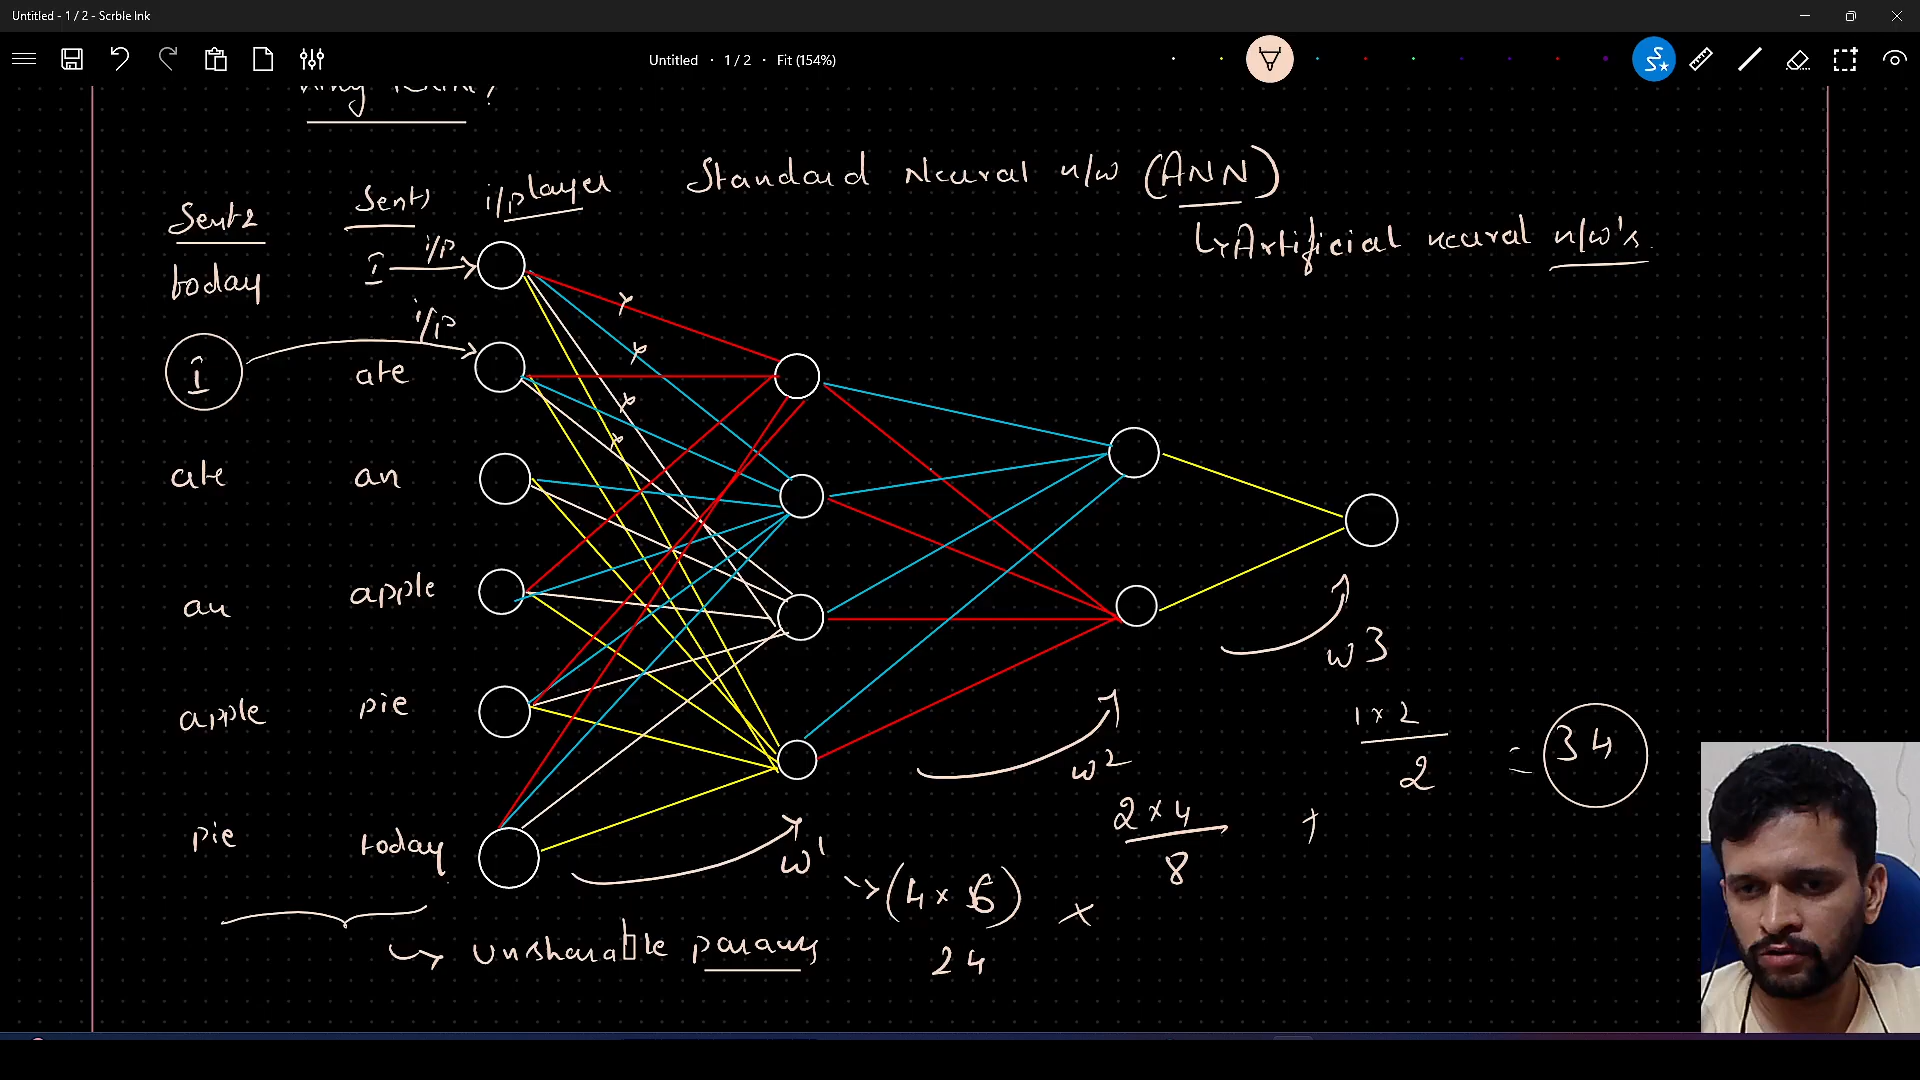 Untitled - 1 / 2 - Scrble Ink
Untitled · 1 / 2 · Fit (154%)
Standard Neural n/w (ANN)
↳ Artificial neural n/w's
Sent2 Sent1 i/p layer
today I i/p
I ate i/p
ate an
an apple
apple pie
pie today
w1
w2
w3
→ (4 × 6) ×
24
2 × 4
8
+
1 × 2
2
= 34
↳ Unsharable params